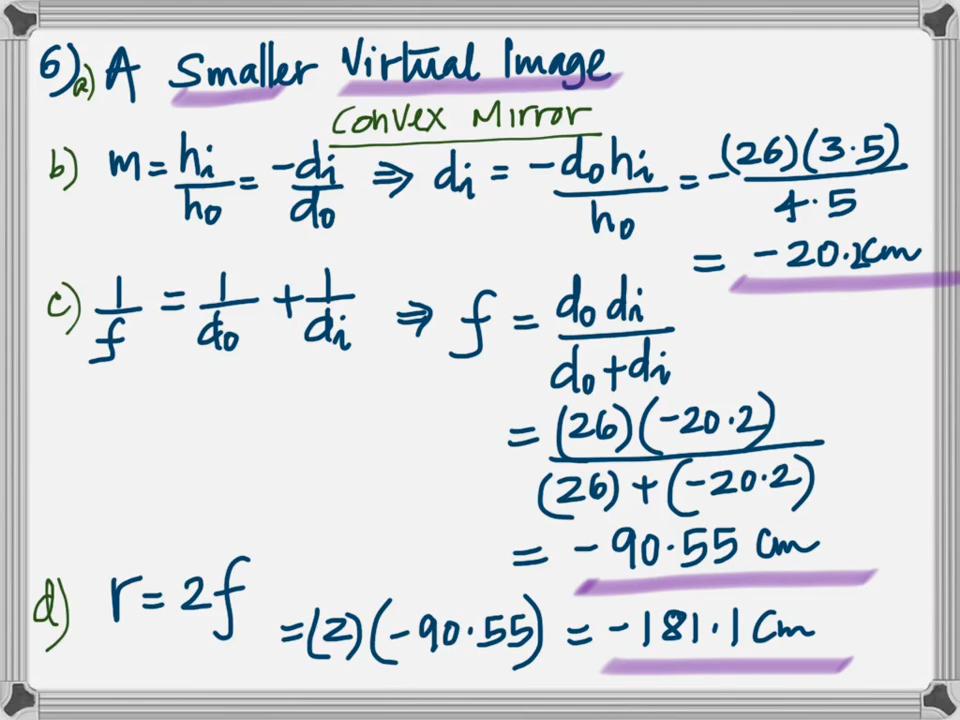 6) a) A Smaller Virtual Image
Convex Mirror
b) m = hi/ho = -di/do ⇒ di = -do hi/ho = -(26)(3.5)/4.5
= -20.2cm
c) 1/f = 1/do + 1/di ⇒ f = do di/do+di
= (26)(-20.2)/(26)+(-20.2)
= -90.55 cm
d) r = 2f
= (2)(-90.55) = -181.1 cm